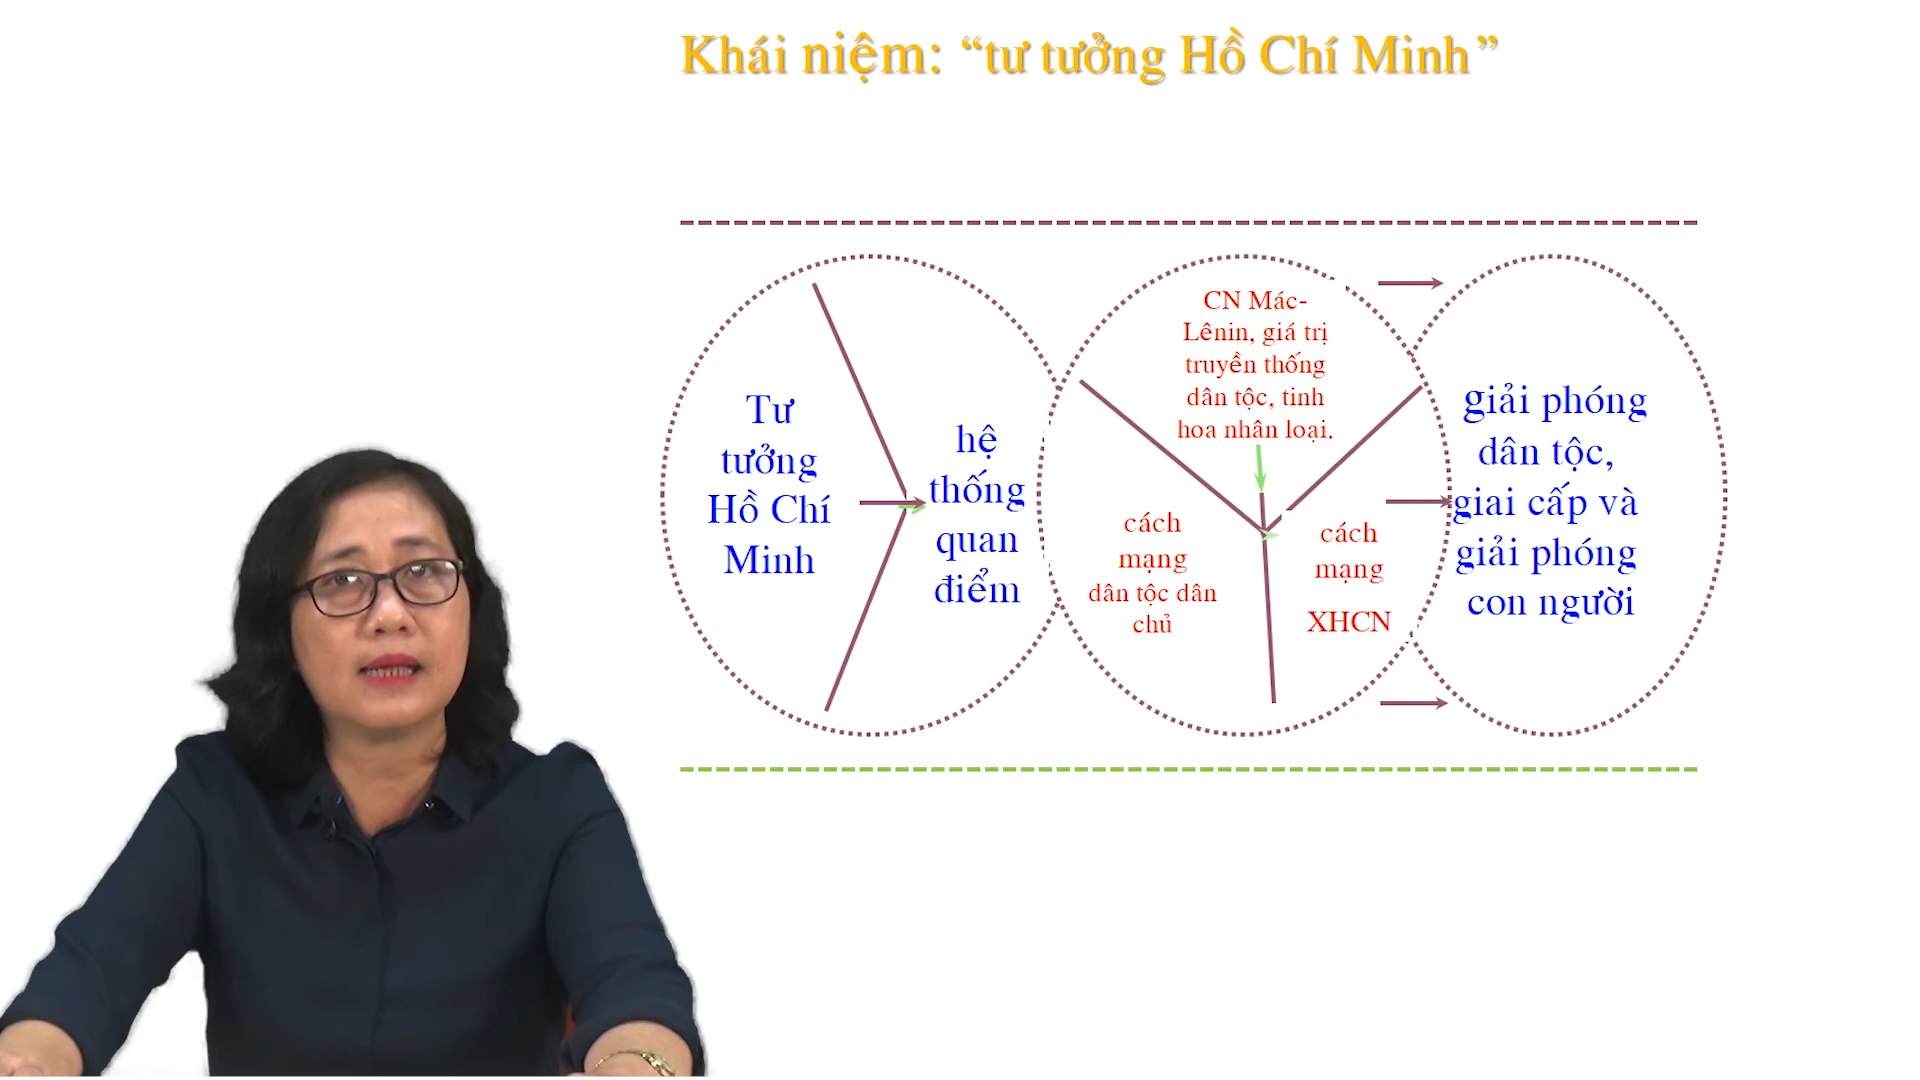 Khái niệm: “tư tưởng Hồ Chí Minh”
Tư
tưởng
Hồ Chí
Minh
hệ
thống
quan
điểm
CN Mác-
Lênin, giá trị
truyền thống
dân tộc, tinh
hoa nhân loại.
cách
mạng
dân tộc dân
chủ
cách
mạng
XHCN
giải phóng
dân tộc,
giai cấp và
giải phóng
con người